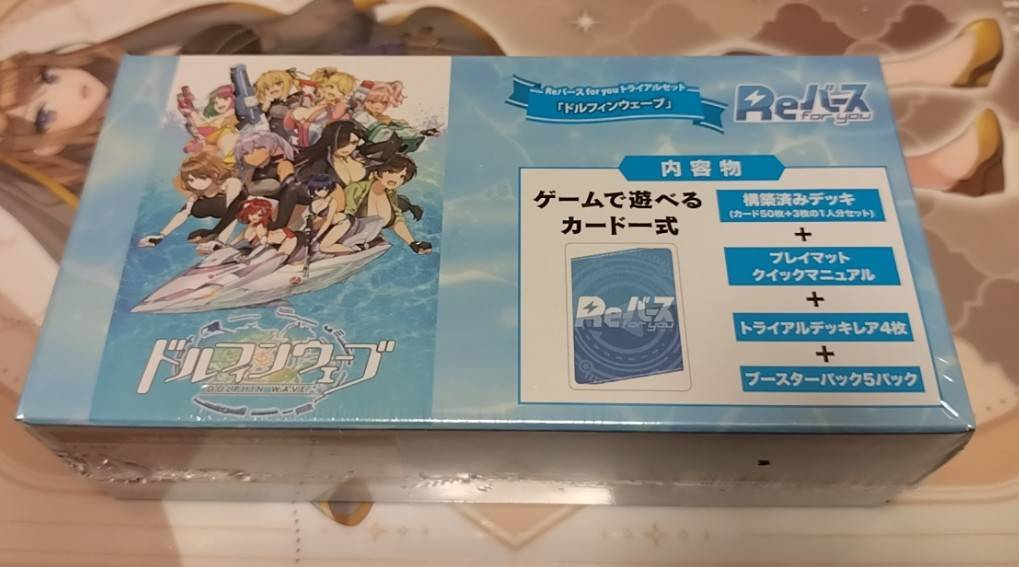 Reバース for you トライアルセット
「ドルフィンウェーブ」
Reバース
for you
内容物
ゲームで遊べる
カード一式
構築済みデッキ
(カード50枚+3枚の1人分セット)
+
プレイマット
クイックマニュアル
+
トライアルデッキレア4枚
+
ブースターパック5パック
Reバース
for you
ドルフィンウェーブ
DOLPHIN WAVE